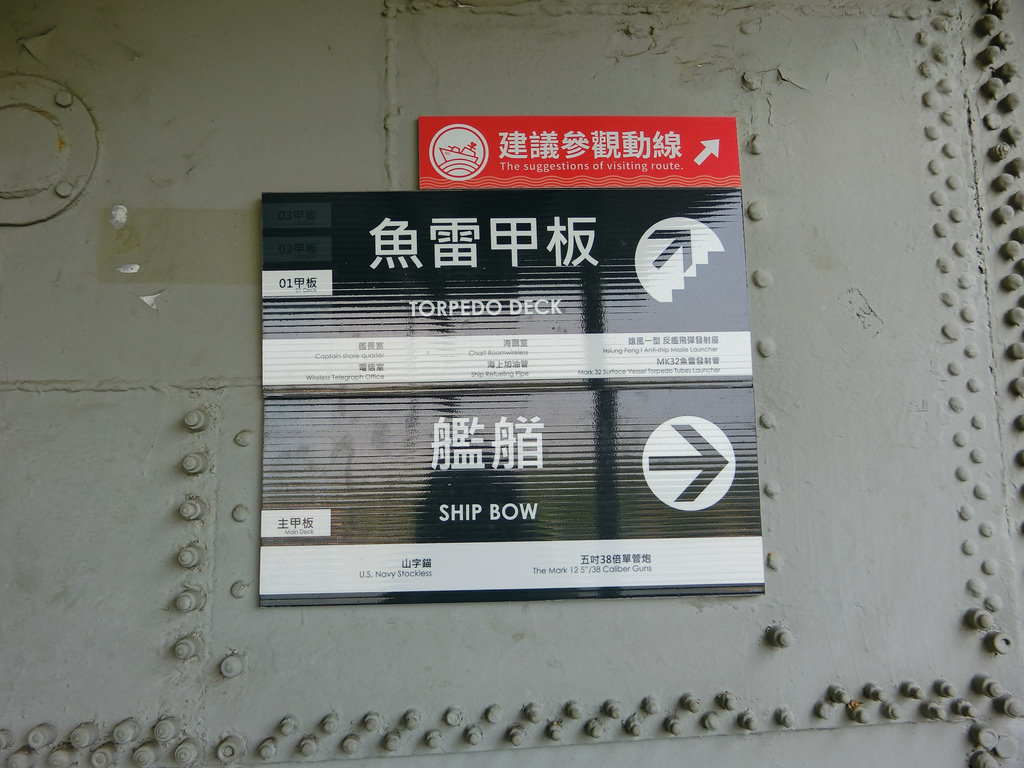 建議參觀動線
The suggestions of visiting route.
03甲板
02甲板
01甲板
01 Deck
魚雷甲板
TORPEDO DECK
艦長室
Captain shore quarter
電信室
Wireless Telegraph Office
海圖室
Chart Roomwireless
海上加油管
Ship Refueling Pipe
雄風一型 反艦飛彈發射座
Hsiung Feng I Anti-ship Missile Launcher
MK32魚雷發射管
Mark 32 Surface Vessel Torpedo Tubes Launcher
艦艏
SHIP BOW
主甲板
Main Deck
山字錨
U.S. Navy Stockless
五吋38倍單管炮
The Mark 12 5"/38 Caliber Guns